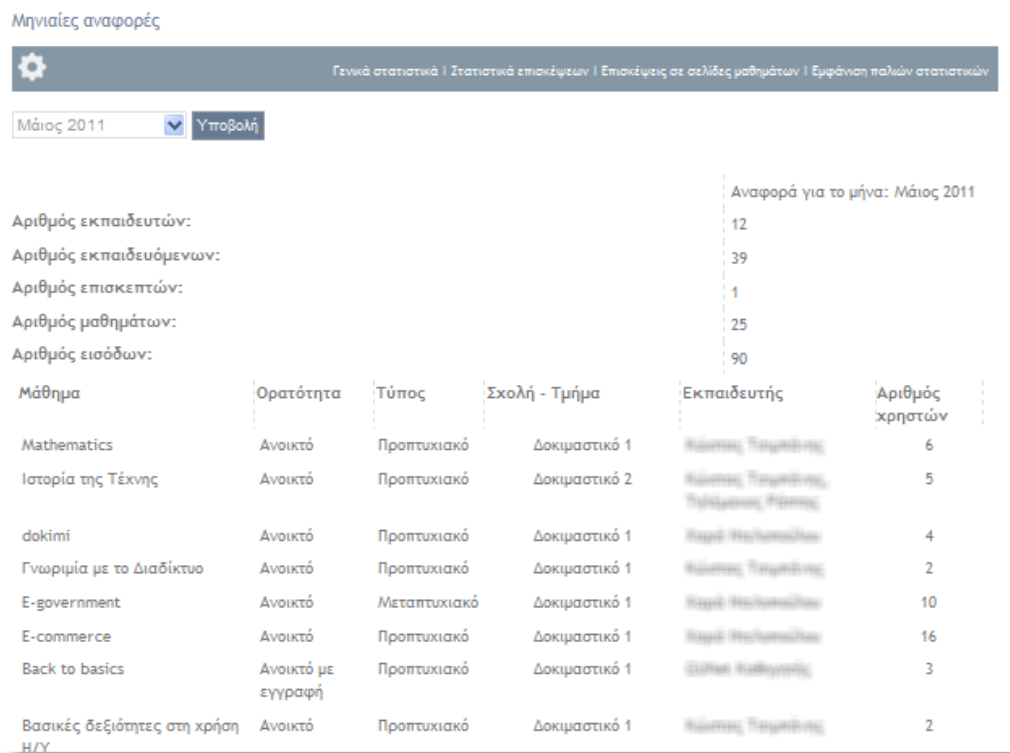 Μηνιαίες αναφορές
Γενικά στατιστικά | Στατιστικά επισκέψεων | Επισκέψεις σε σελίδες μαθημάτων | Εμφάνιση παλιών στατιστικών
Μάιος 2011 Υποβολή
Αναφορά για το μήνα: Μάιος 2011
Αριθμός εκπαιδευτών: 12
Αριθμός εκπαιδευόμενων: 39
Αριθμός επισκεπτών: 1
Αριθμός μαθημάτων: 25
Αριθμός εισόδων: 90
Μάθημα Ορατότητα Τύπος Σχολή - Τμήμα Εκπαιδευτής Αριθμός
χρηστών
Mathematics Ανοικτό Προπτυχιακό Δοκιμαστικό 1 6
Ιστορία της Τέχνης Ανοικτό Προπτυχιακό Δοκιμαστικό 2 5
dokimi Ανοικτό Προπτυχιακό Δοκιμαστικό 1 4
Γνωριμία με το Διαδίκτυο Ανοικτό Προπτυχιακό Δοκιμαστικό 1 2
E-government Ανοικτό Μεταπτυχιακό Δοκιμαστικό 1 10
E-commerce Ανοικτό Προπτυχιακό Δοκιμαστικό 1 16
Back to basics Ανοικτό με Προπτυχιακό Δοκιμαστικό 1 3
εγγραφή
Βασικές δεξιότητες στη χρήση Ανοικτό Προπτυχιακό Δοκιμαστικό 1 2
Η/Υ